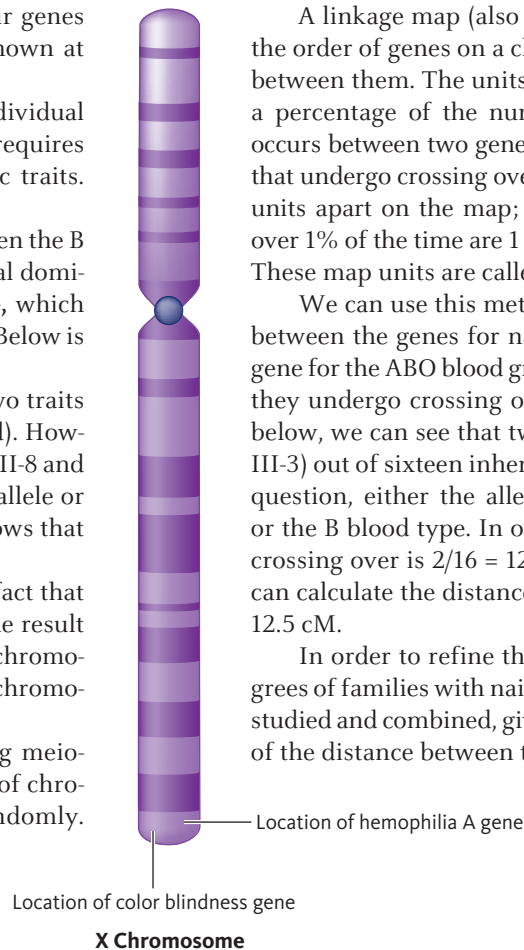 ir genes
nown at
dividual
requires
c traits.
en the B
al domi-
, which
Below is
vo traits
d). How-
II-8 and
allele or
ows that
fact that
ne result
chromo-
chromo-
g meio-
of chro-
ndomly.
A linkage map (also
the order of genes on a cl
between them. The units
a percentage of the num
occurs between two gene
that undergo crossing ove
units apart on the map;
over 1% of the time are 1
These map units are calle
We can use this met
between the genes for na
gene for the ABO blood gr
they undergo crossing o
below, we can see that tw
III-3) out of sixteen inher
question, either the alle
or the B blood type. In o
crossing over is 2/16 = 12
can calculate the distance
12.5 cM.
In order to refine th
grees of families with nai
studied and combined, giv
of the distance between t
Location of hemophilia A gene
Location of color blindness gene
X Chromosome